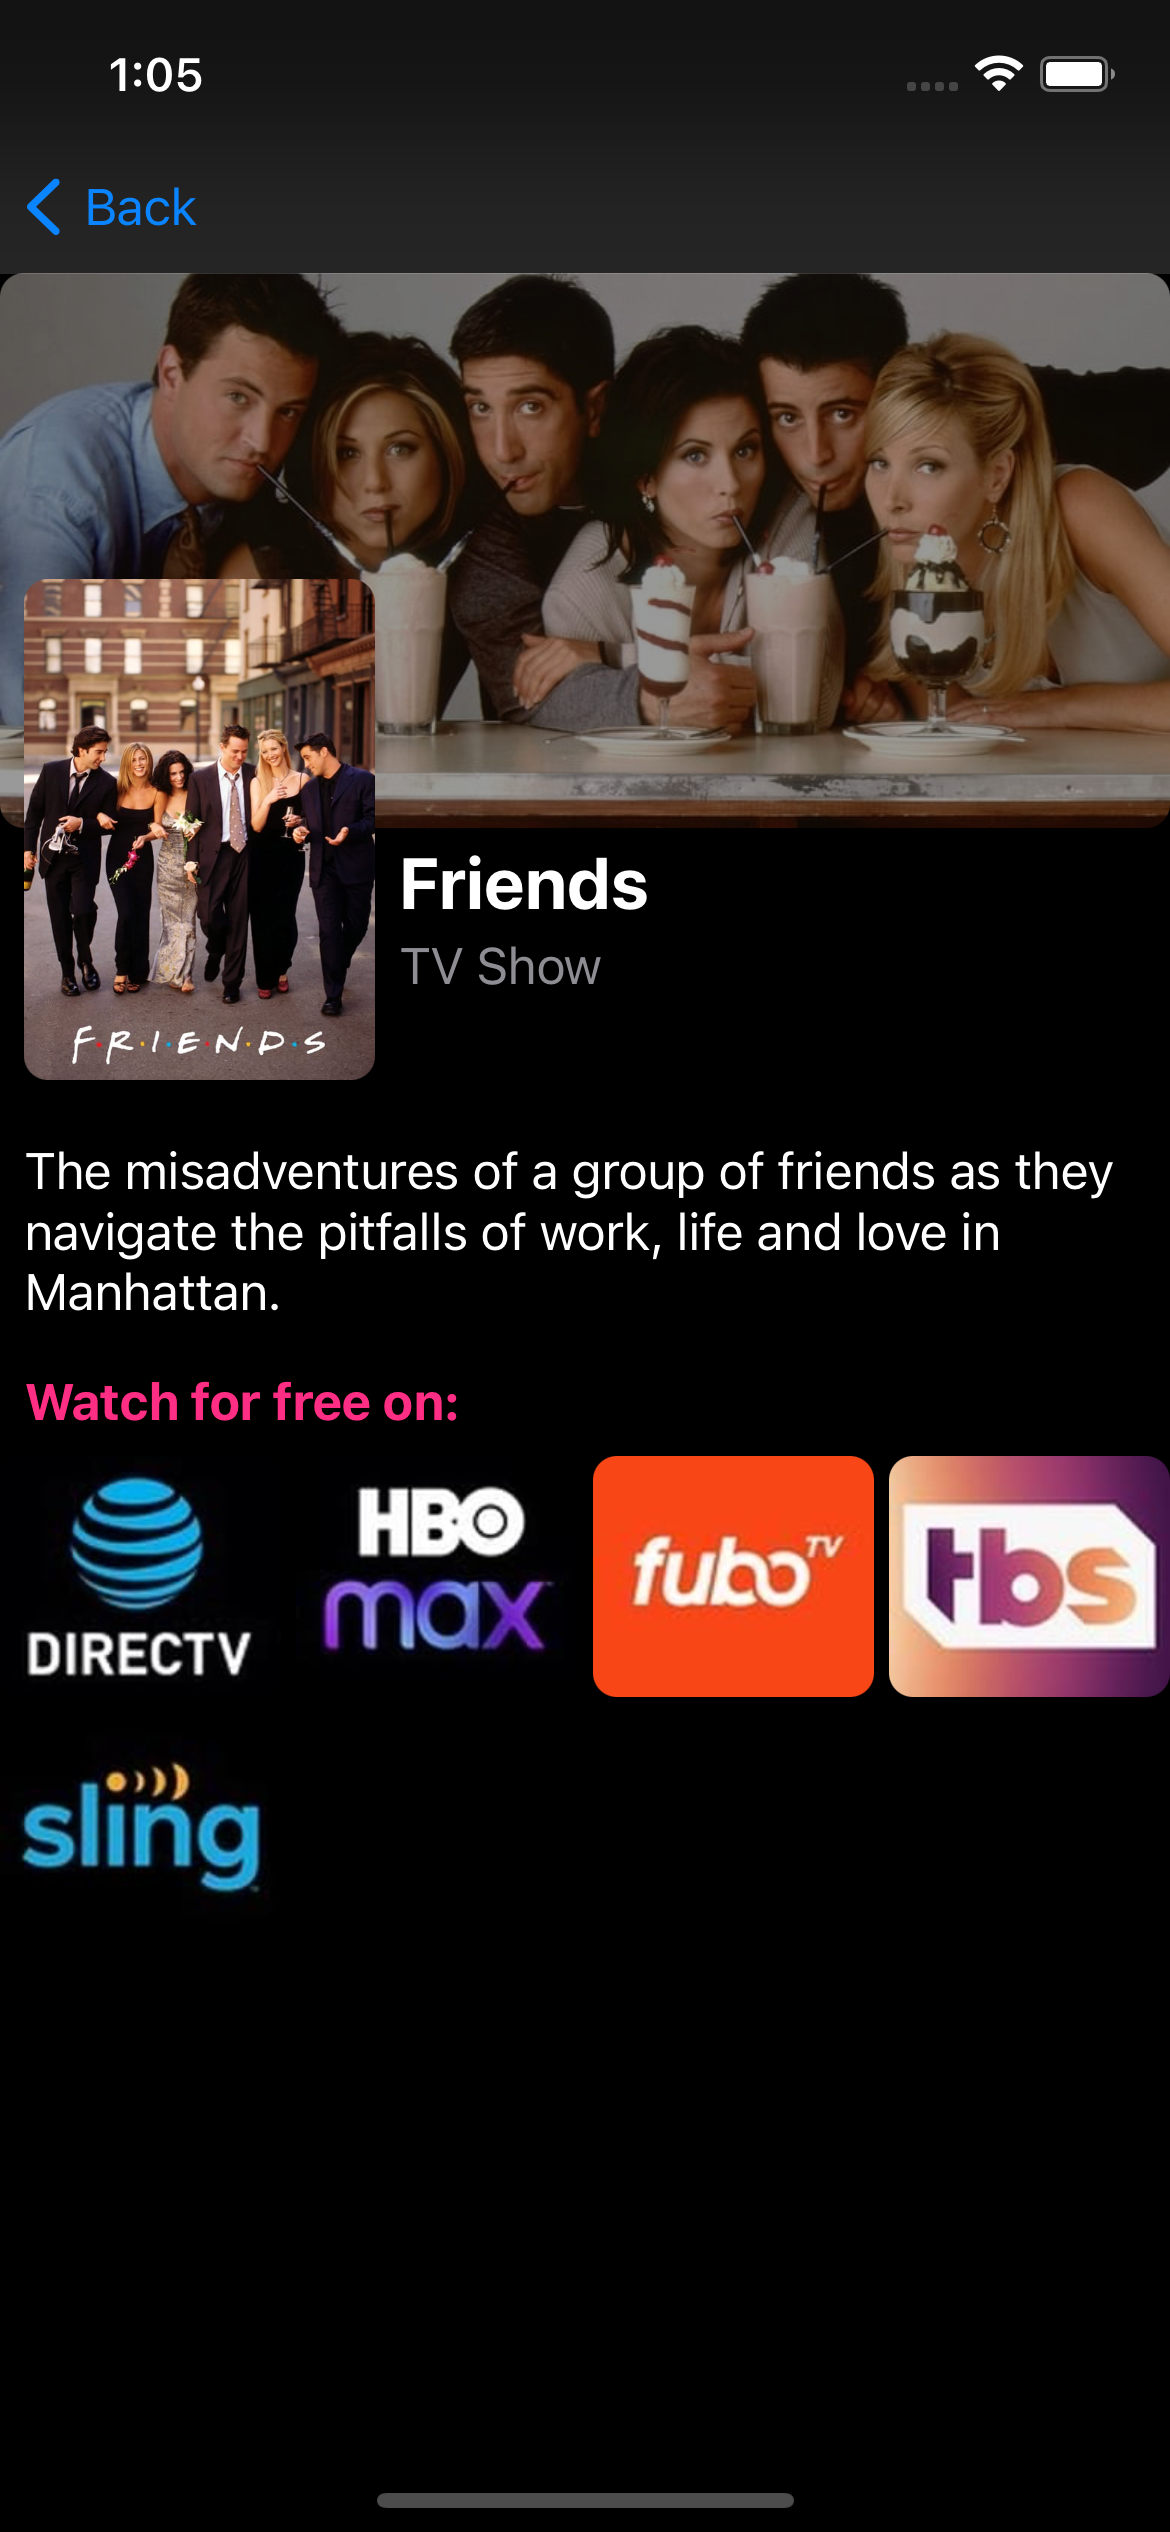 1:05
Back
F·R·I·E·N·D·S
Friends
TV Show
The misadventures of a group of friends as they
navigate the pitfalls of work, life and love in
Manhattan.
Watch for free on:
DIRECTV
HBO
max
fubo TV
tbs
sling